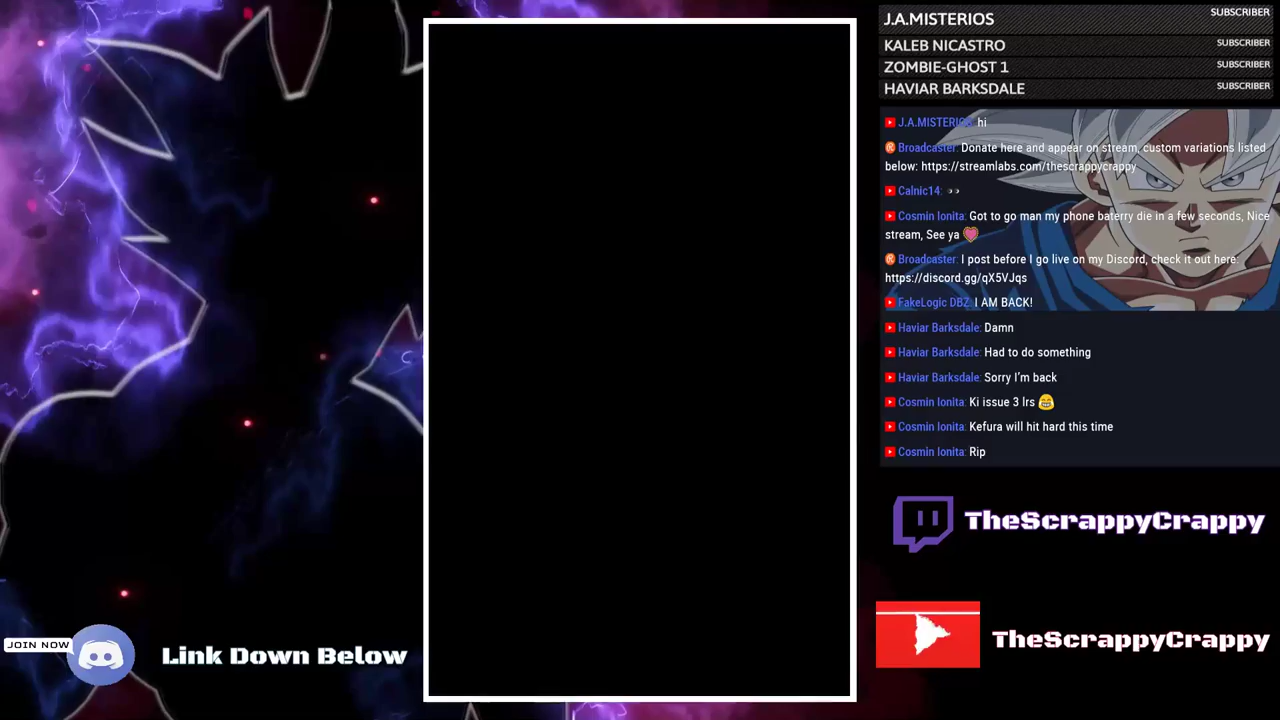 J.A.MISTERIOS SUBSCRIBER
KALEB NICASTRO SUBSCRIBER
ZOMBIE-GHOST 1 SUBSCRIBER
HAVIAR BARKSDALE SUBSCRIBER
J.A.MISTERIOS: hi
Broadcaster: Donate here and appear on stream, custom variations listed
below: https://streamlabs.com/thescrappycrappy
Calnic14: 👀
Cosmin Ionita: Got to go man my phone baterry die in a few seconds, Nice
stream, See ya 💗
Broadcaster: I post before I go live on my Discord, check it out here:
https://discord.gg/qX5VJqs
FakeLogic DBZ: I AM BACK!
Haviar Barksdale: Damn
Haviar Barksdale: Had to do something
Haviar Barksdale: Sorry I'm back
Cosmin Ionita: Ki issue 3 lrs 😂
Cosmin Ionita: Kefura will hit hard this time
Cosmin Ionita: Rip
TheScrappyCrappy
TheScrappyCrappy
JOIN NOW
Link Down Below